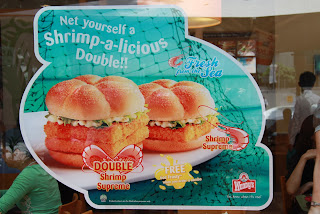 Net yourself a
Shrimp-a-licious
Double!!
Fresh
from the
Sea
Shrimp
Supreme
DOUBLE
Shrimp
Supreme
FREE
Wendy's